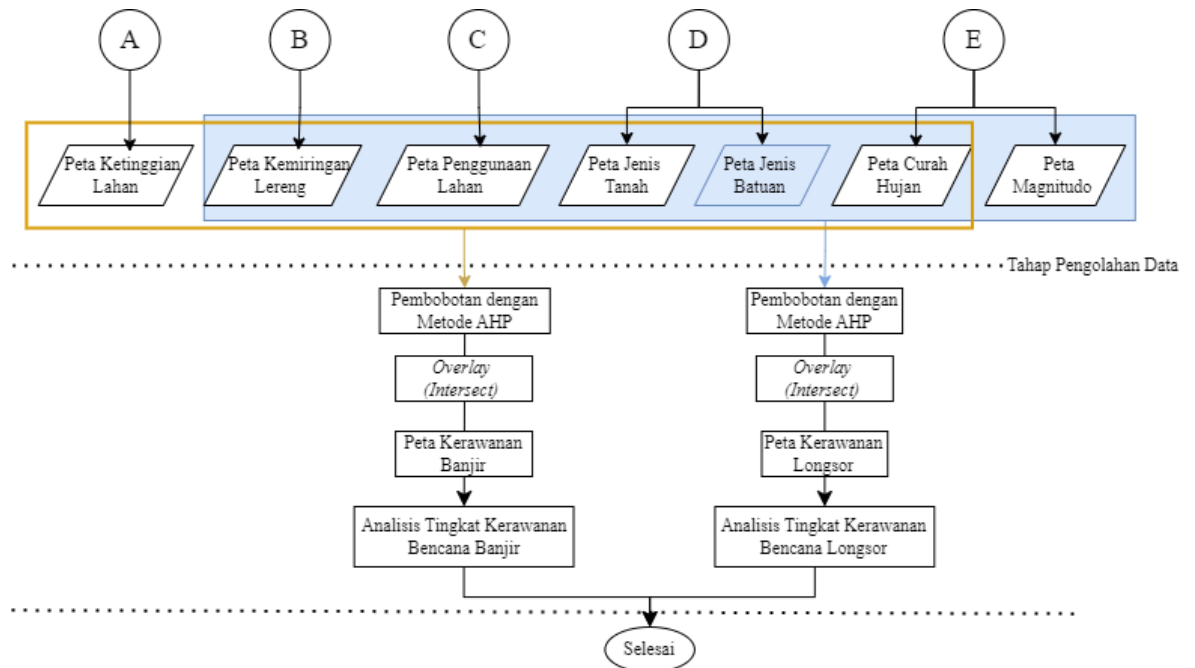 A
B
C
D
E
Peta Ketinggian
Lahan
Peta Kemiringan
Lereng
Peta Penggunaan
Lahan
Peta Jenis
Tanah
Peta Jenis
Batuan
Peta Curah
Hujan
Peta
Magnitudo
Tahap Pengolahan Data
Pembobotan dengan
Metode AHP
Overlay
(Intersect)
Peta Kerawanan
Banjir
Analisis Tingkat Kerawanan
Bencana Banjir
Pembobotan dengan
Metode AHP
Overlay
(Intersect)
Peta Kerawanan
Longsor
Analisis Tingkat Kerawanan
Bencana Longsor
Selesai